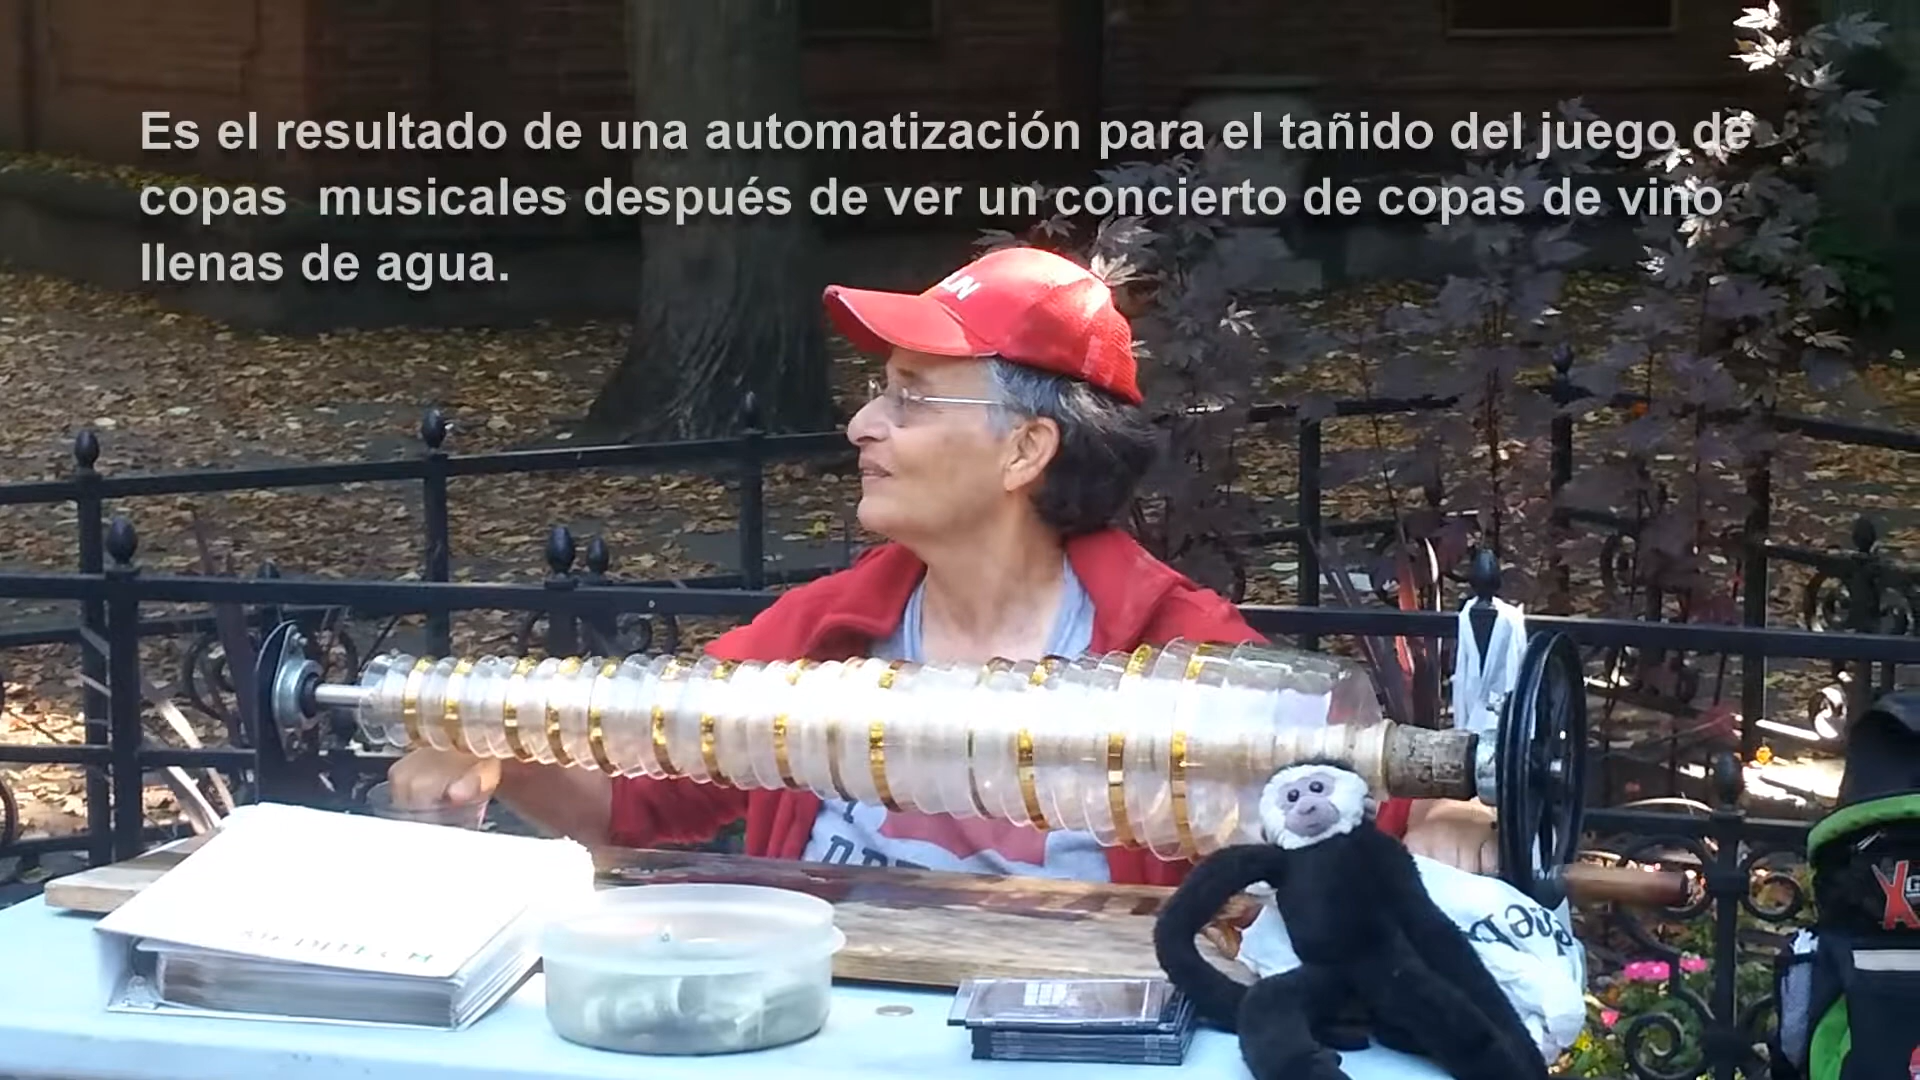 Es el resultado de una automatización para el tañido del juego de
copas  musicales después de ver un concierto de copas de vino
llenas de agua.